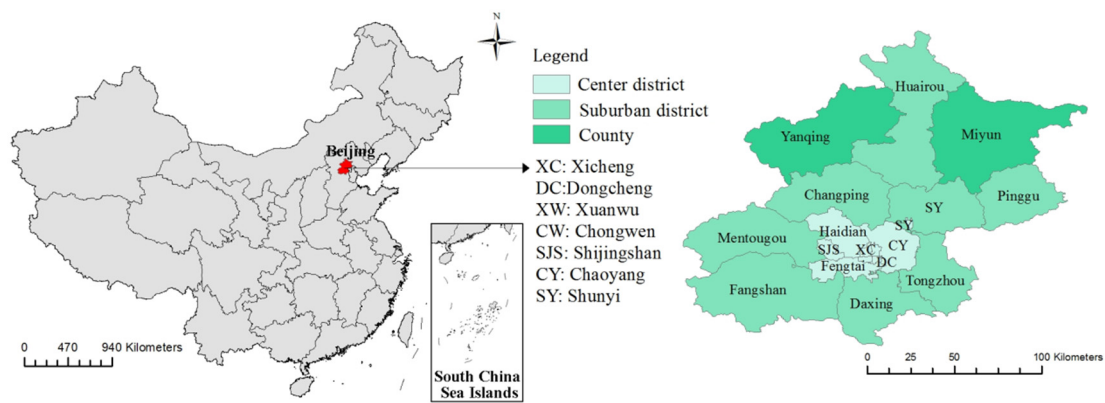 N
Beijing
0 470 940 Kilometers
South China
Sea Islands
Legend
Center district
Suburban district
County
XC: Xicheng
DC:Dongcheng
XW: Xuanwu
CW: Chongwen
SJS: Shijingshan
CY: Chaoyang
SY: Shunyi
Huairou
Yanqing
Miyun
Changping
SY
Pinggu
SY
Haidian
Mentougou
SJS
XC
CY
DC
Fengtai
Tongzhou
Fangshan
Daxing
0 25 50 100 Kilometers